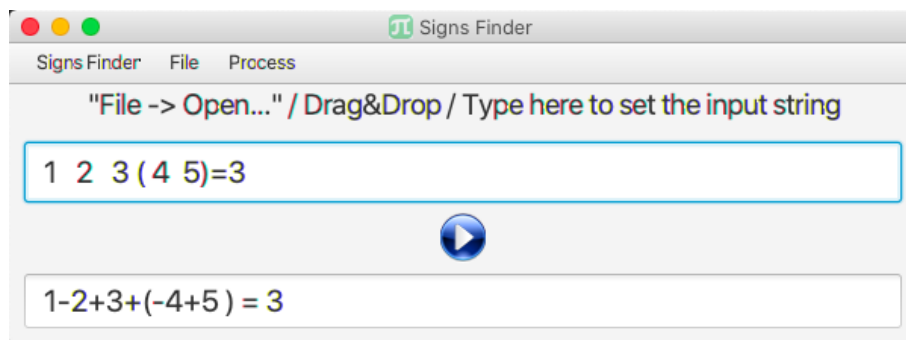 Signs Finder
Signs Finder File Process
"File -> Open..." / Drag&Drop / Type here to set the input string
1 2 3 ( 4 5)=3
1-2+3+(-4+5 ) = 3